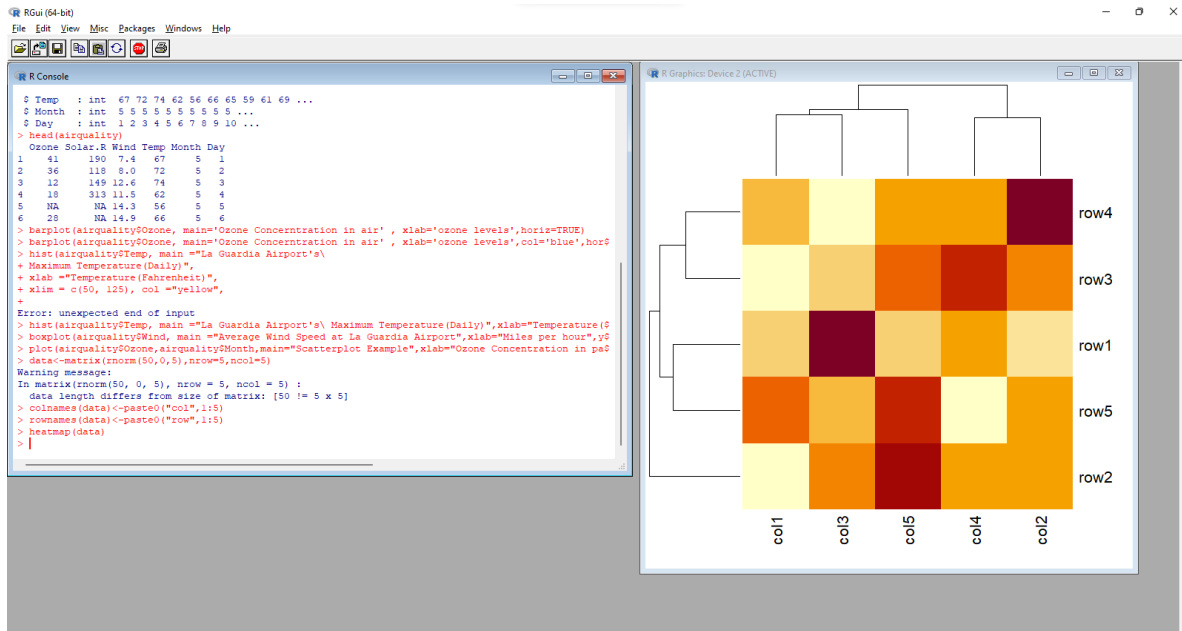 RGui (64-bit)
File Edit View Misc Packages Windows Help
STOP
R Console
$ Temp   : int  67 72 74 62 56 66 65 59 61 69 ...
$ Month  : int  5 5 5 5 5 5 5 5 5 5 ...
$ Day    : int  1 2 3 4 5 6 7 8 9 10 ...
> head(airquality)
  Ozone Solar.R Wind Temp Month Day
1    41     190  7.4   67     5   1
2    36     118  8.0   72     5   2
3    12     149 12.6   74     5   3
4    18     313 11.5   62     5   4
5    NA      NA 14.3   56     5   5
6    28      NA 14.9   66     5   6
> barplot(airquality$Ozone, main='Ozone Concerntration in air' , xlab='ozone levels',horiz=TRUE)
> barplot(airquality$Ozone, main='Ozone Concerntration in air' , xlab='ozone levels',col='blue',hor$
> hist(airquality$Temp, main ="La Guardia Airport's\
+ Maximum Temperature(Daily)",
+ xlab ="Temperature(Fahrenheit)",
+ xlim = c(50, 125), col ="yellow",
+
Error: unexpected end of input
> hist(airquality$Temp, main ="La Guardia Airport's\ Maximum Temperature(Daily)",xlab="Temperature($
> boxplot(airquality$Wind, main ="Average Wind Speed at La Guardia Airport",xlab="Miles per hour",y$
> plot(airquality$Ozone,airquality$Month,main="Scatterplot Example",xlab="Ozone Concentration in pa$
> data<-matrix(rnorm(50,0,5),nrow=5,ncol=5)
Warning message:
In matrix(rnorm(50, 0, 5), nrow = 5, ncol = 5) :
  data length differs from size of matrix: [50 != 5 x 5]
> colnames(data)<-paste0("col",1:5)
> rownames(data)<-paste0("row",1:5)
> heatmap(data)
>
R Graphics: Device 2 (ACTIVE)
row4
row3
row1
row5
row2
col1 col3 col5 col4 col2